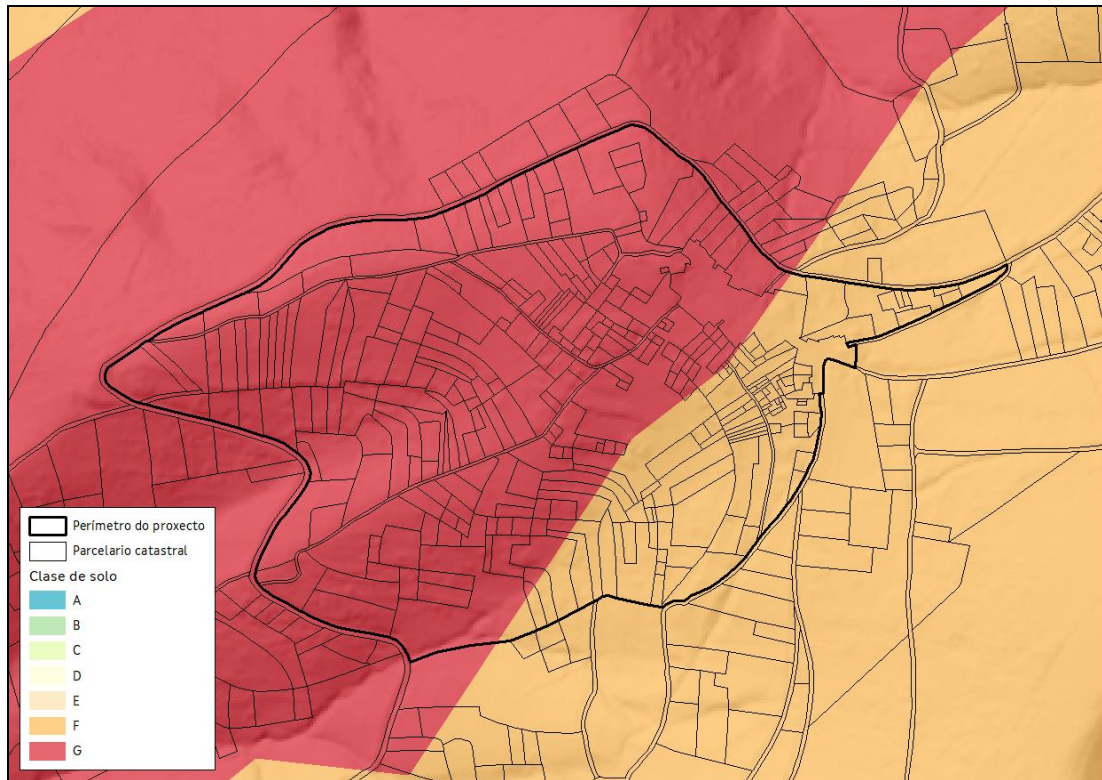 Perímetro do proxecto
Parcelario catastral
Clase de solo
A
B
C
D
E
F
G